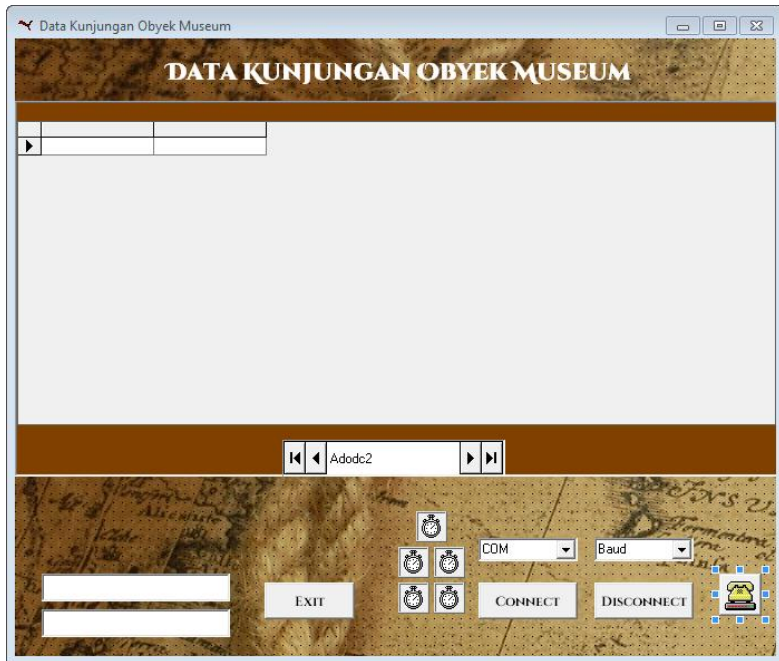 Data Kunjungan Obyek Museum
DATA KUNJUNGAN OBYEK MUSEUM
Adodc2
COM
Baud
EXIT
CONNECT
DISCONNECT